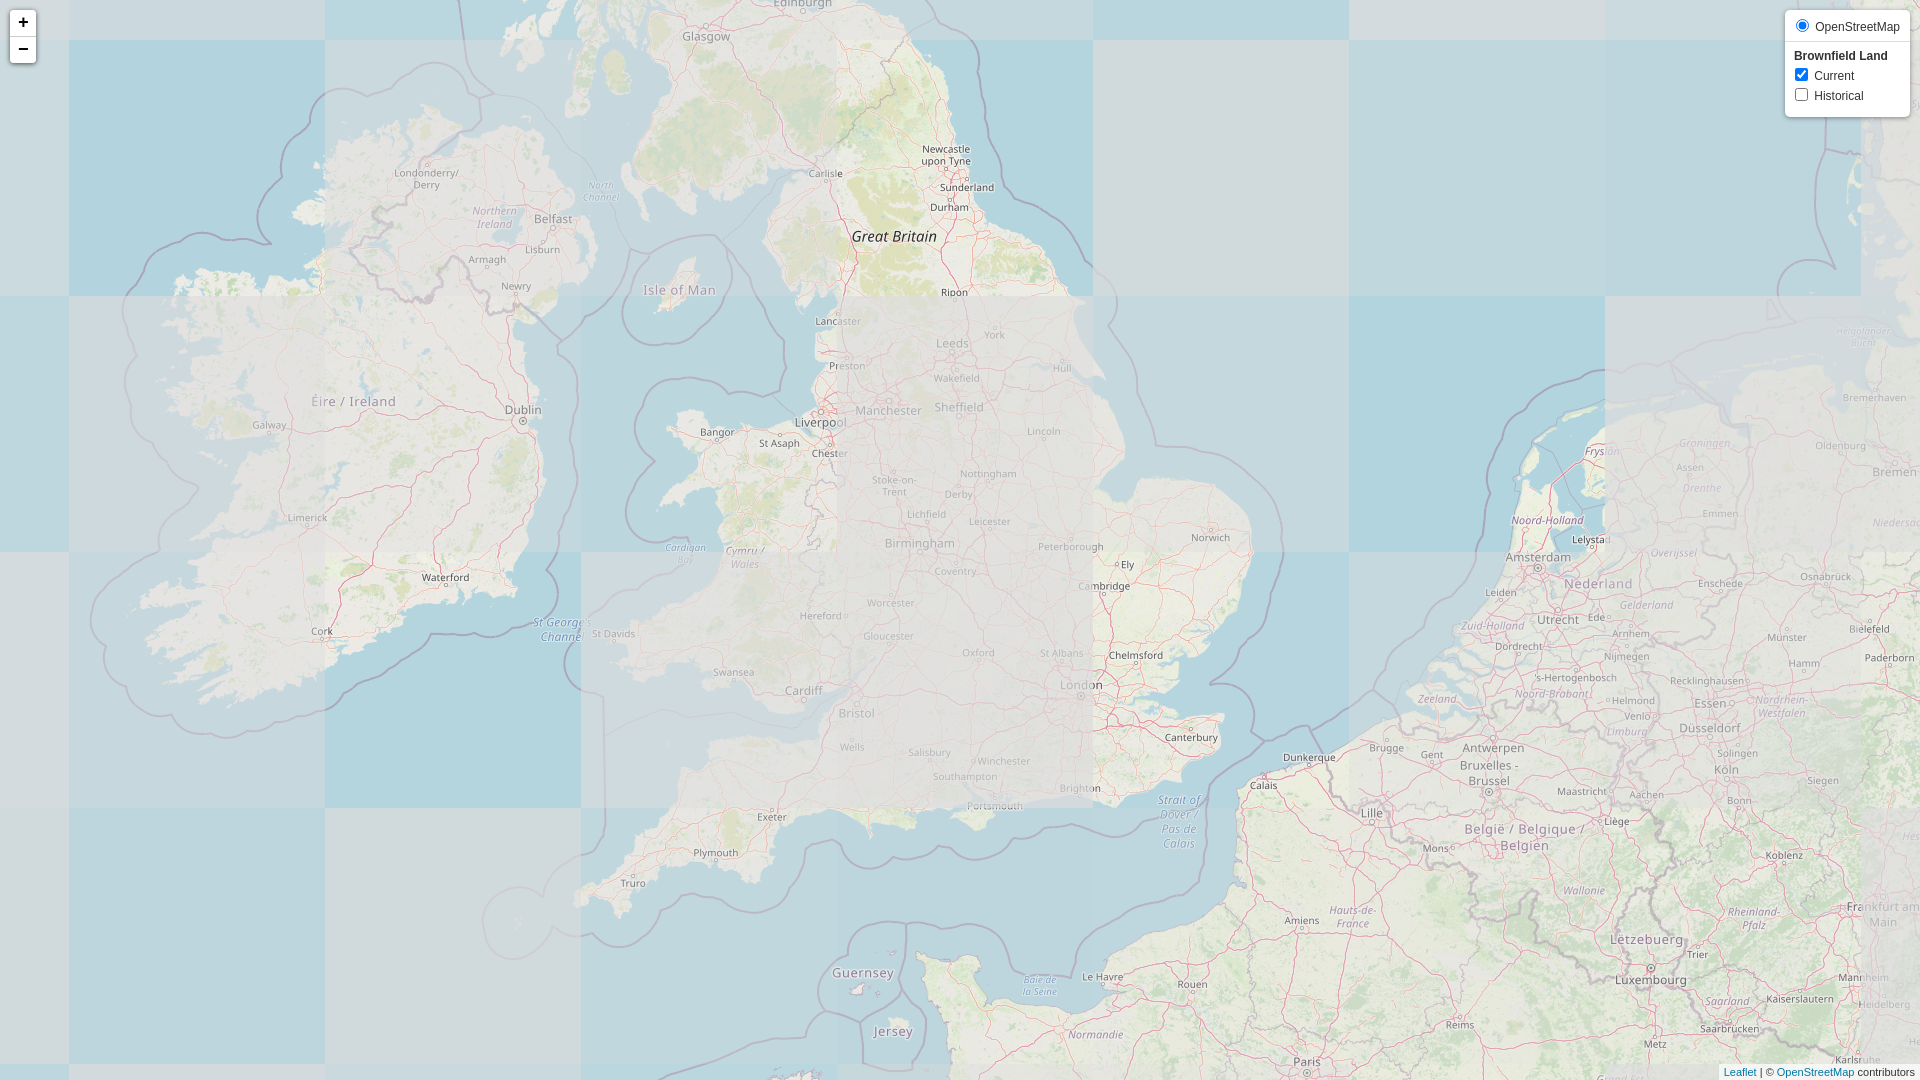 +
−
OpenStreetMap
Brownfield Land
Current
Historical
Edinburgh
Glasgow
Newcastle
upon Tyne
Londonderry/
Derry
Carlisle
North
Channel
Sunderland
Durham
Northern
Ireland
Belfast
Great Britain
Lisburn
Armagh
Newry
Isle of Man
Ripon
Lancaster
York
Leeds
Preston
Hull
Wakefield
Helgoländer
Bucht
Bremerhaven
Éire / Ireland
Dublin
Manchester
Sheffield
Galway
Liverpool
Bangor
Lincoln
St Asaph
Chester
Groningen
Oldenburg
Fryslân
Assen
Bremen
Stoke-on-
Trent
Nottingham
Derby
Drenthe
Limerick
Lichfield
Leicester
Noord-Holland
Emmen
Birmingham
Peterborough
Norwich
Lelystad
Cardigan
Bay
Cymru /
Wales
Amsterdam
Overijssel
Waterford
Coventry
Ely
Cambridge
Nederland
Enschede
Osnabrück
Worcester
Leiden
Gelderland
Hereford
Cork
St George's
Channel
St Davids
Gloucester
Zuid-Holland
Utrecht
Ede
Arnhem
Münster
Bielefeld
Oxford
St Albans
Chelmsford
Dordrecht
Nijmegen
Hamm
Paderborn
Swansea
Cardiff
London
's-Hertogenbosch
Recklinghausen
Zeeland
Noord-Brabant
Helmond
Essen
Nordrhein-
Westfalen
Bristol
Venlo
Düsseldorf
Limburg
Canterbury
Wells
Salisbury
Winchester
Dunkerque
Brugge
Gent
Antwerpen
Solingen
Bruxelles -
Brussel
Köln
Southampton
Brighton
Calais
Maastricht
Aachen
Siegen
Portsmouth
Strait of
Dover /
Pas de
Calais
Bonn
Exeter
Lille
Liège
België / Belgique /
Belgien
Plymouth
Mons
Koblenz
Truro
Wallonie
Amiens
Hauts-de-
France
Rheinland-
Pfalz
Frankfurt am
Main
Lëtzebuerg
Trier
Guernsey
Baie de
la Seine
Le Havre
Rouen
Luxembourg
Mannheim
Saarland
Kaiserslautern
Heidelberg
Jersey
Normandie
Reims
Saarbrücken
Metz
Paris
Karlsruhe
Leaflet | © OpenStreetMap contributors